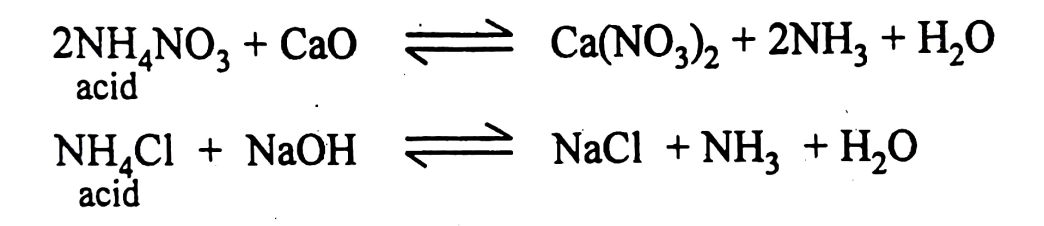 2NH₄NO₃ + CaO ⇌ Ca(NO₃)₂ + 2NH₃ + H₂O
acid
NH₄Cl + NaOH ⇌ NaCl + NH₃ + H₂O
acid